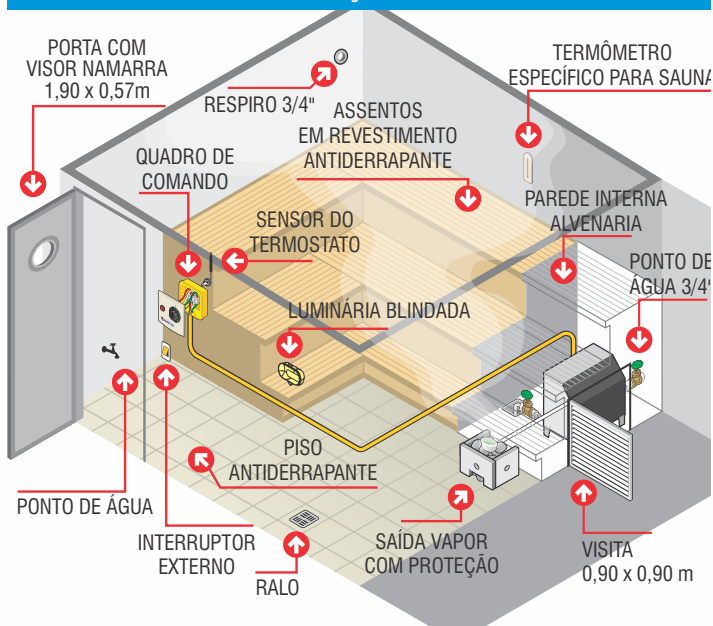 PORTA COM
VISOR NAMARRA
1,90 x 0,57m
RESPIRO 3/4"
TERMÔMETRO
ESPECÍFICO PARA SAUNA
ASSENTOS
EM REVESTIMENTO
ANTIDERRAPANTE
QUADRO DE
COMANDO
SENSOR DO
TERMOSTATO
PAREDE INTERNA
ALVENARIA
PONTO DE
ÁGUA 3/4"
LUMINÁRIA BLINDADA
PISO
ANTIDERRAPANTE
PONTO DE ÁGUA
INTERRUPTOR
EXTERNO
RALO
SAÍDA VAPOR
COM PROTEÇÃO
VISITA
0,90 x 0,90 m